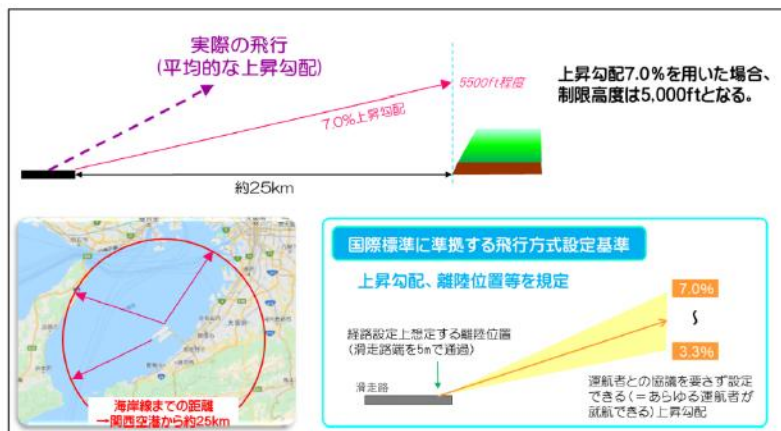 実際の飛行
(平均的な上昇勾配)
5500ft程度
7.0%上昇勾配
約25km
上昇勾配7.0%を用いた場合、
制限高度は5,000ftとなる。
海岸線までの距離
→関西空港から約25km
国際標準に準拠する飛行方式設定基準
上昇勾配、離陸位置等を規定
7.0%
～
3.3%
経路設定上想定する離陸位置
(滑走路端を5mで通過)
滑走路
運航者との協議を要さず設定
できる(=あらゆる運航者が
就航できる)上昇勾配